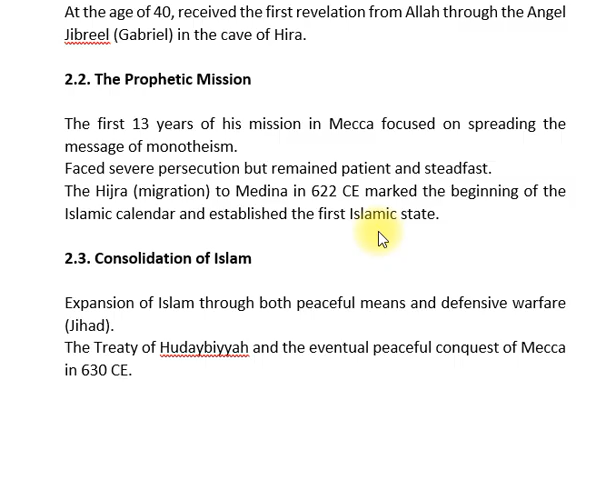 At the age of 40, received the first revelation from Allah through the Angel
Jibreel (Gabriel) in the cave of Hira.
2.2. The Prophetic Mission
The first 13 years of his mission in Mecca focused on spreading the
message of monotheism.
Faced severe persecution but remained patient and steadfast.
The Hijra (migration) to Medina in 622 CE marked the beginning of the
Islamic calendar and established the first Islamic state.
2.3. Consolidation of Islam
Expansion of Islam through both peaceful means and defensive warfare
(Jihad).
The Treaty of Hudaybiyyah and the eventual peaceful conquest of Mecca
in 630 CE.